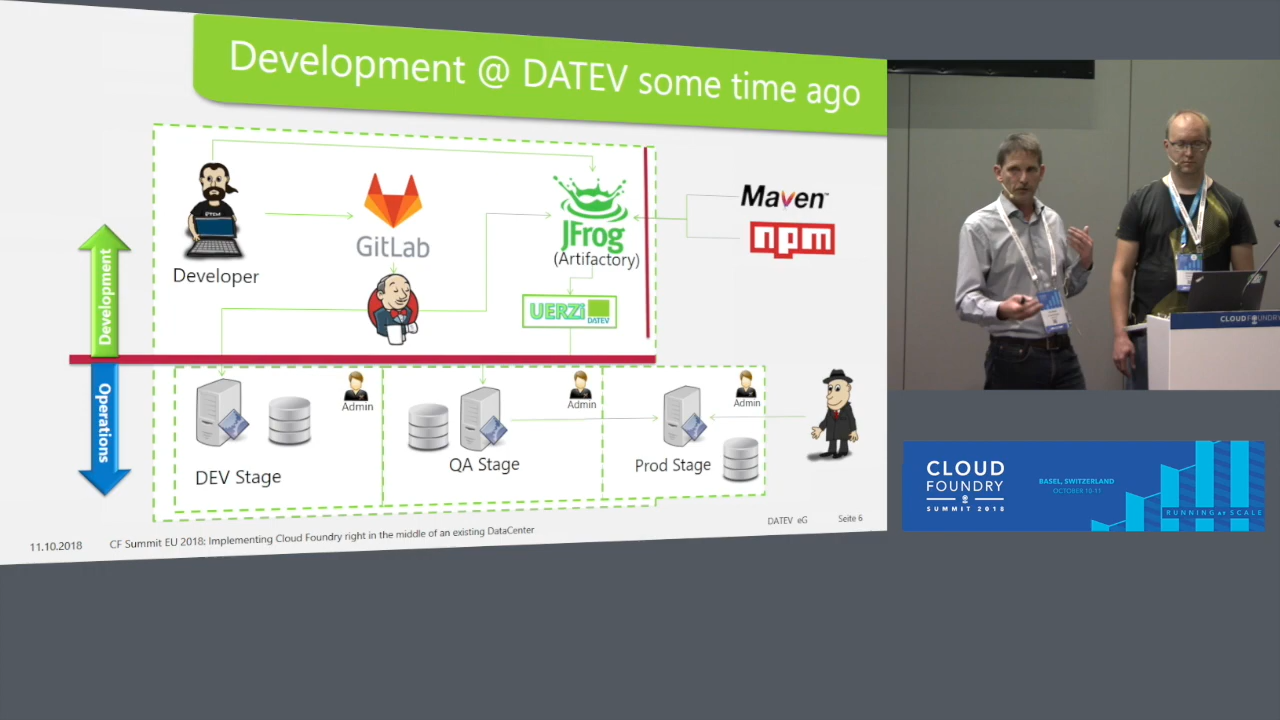 Development @ DATEV some time ago
Developer
GitLab
JFrog
(Artifactory)
Maven™
npm
UERZi
DATEV
Development
Operations
Admin
Admin
Admin
DEV Stage
QA Stage
Prod Stage
11.10.2018
CF Summit EU 2018; Implementing Cloud Foundry right in the middle of an existing DataCenter
DATEV eG
Seite 6
CLOUD FOUNDRY
CLOUD
FOUNDRY
SUMMIT 2018
BASEL, SWITZERLAND
OCTOBER 10-11
RUNNING AT SCALE